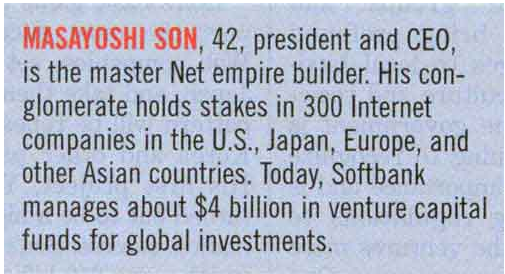 MASAYOSHI SON, 42, president and CEO,
is the master Net empire builder. His con-
glomerate holds stakes in 300 Internet
companies in the U.S., Japan, Europe, and
other Asian countries. Today, Softbank
manages about $4 billion in venture capital
funds for global investments.